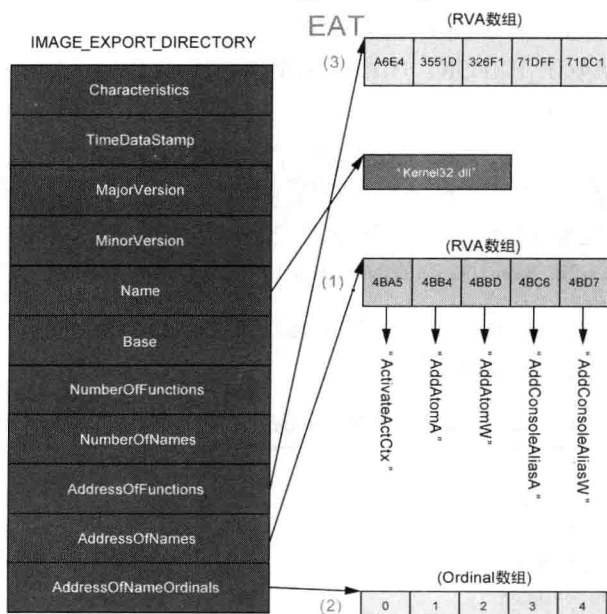 IMAGE_EXPORT_DIRECTORY
Characteristics
TimeDataStamp
MajorVersion
MinorVersion
Name
Base
NumberOfFunctions
NumberOfNames
AddressOfFunctions
AddressOfNames
AddressOfNameOrdinals
EAT
(RVA数组)
(3)
A6E4 3551D 326F1 71DFF 71DC1
"Kernel32.dll"
(RVA数组)
(1)
4BA5 4BB4 4BBD 4BC6 4BD7
"ActivateActCtx"
"AddAtomA"
"AddAtomW"
"AddConsoleAliasA"
"AddConsoleAliasW"
(Ordinal数组)
(2)
0 1 2 3 4